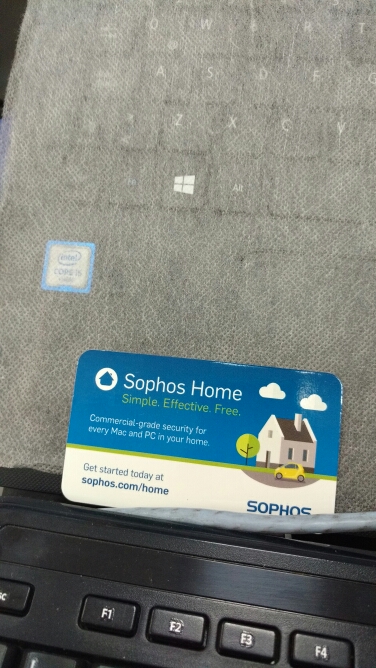 Q W E R T
A S D F G
Z X C V
Alt
intel
CORE i5
Sophos Home
Simple. Effective. Free.
Commercial-grade security for
every Mac and PC in your home.
Get started today at
sophos.com/home
SOPHOS
F1
F2
F3
F4